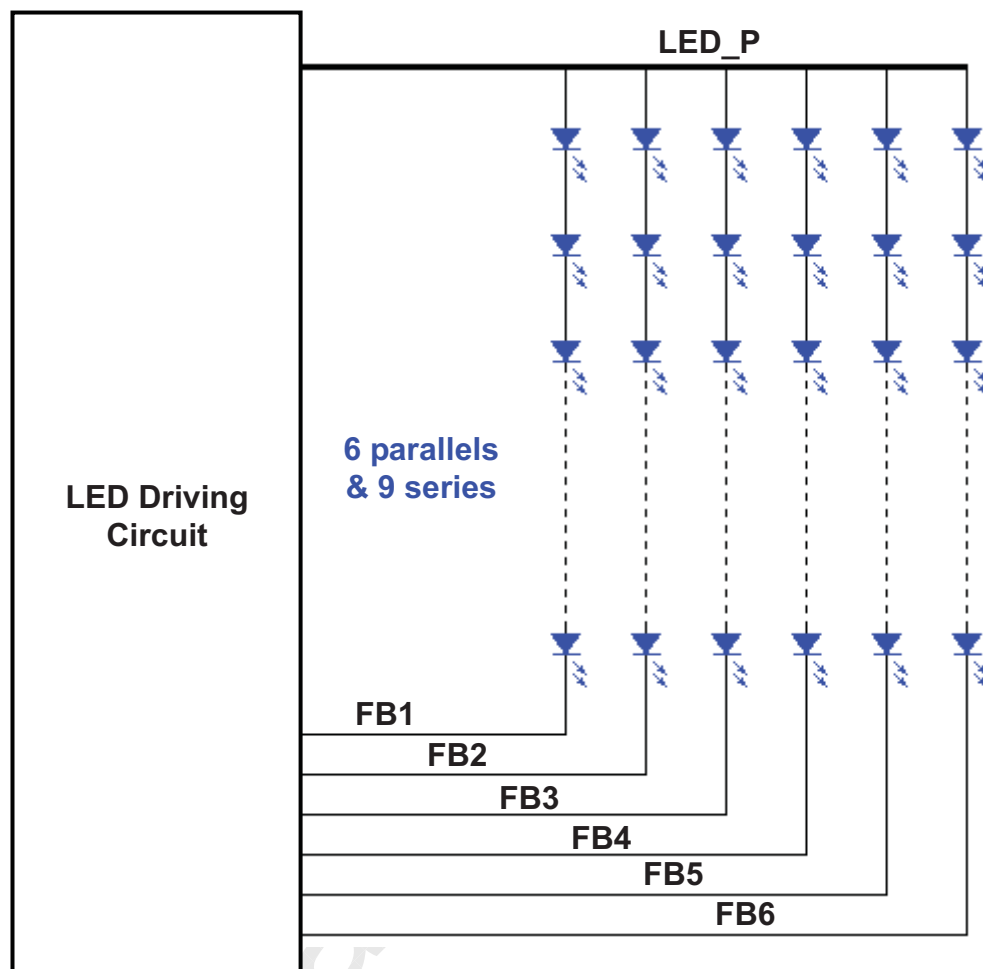 LED_P
6 parallels
& 9 series
LED Driving
Circuit
FB1
FB2
FB3
FB4
FB5
FB6